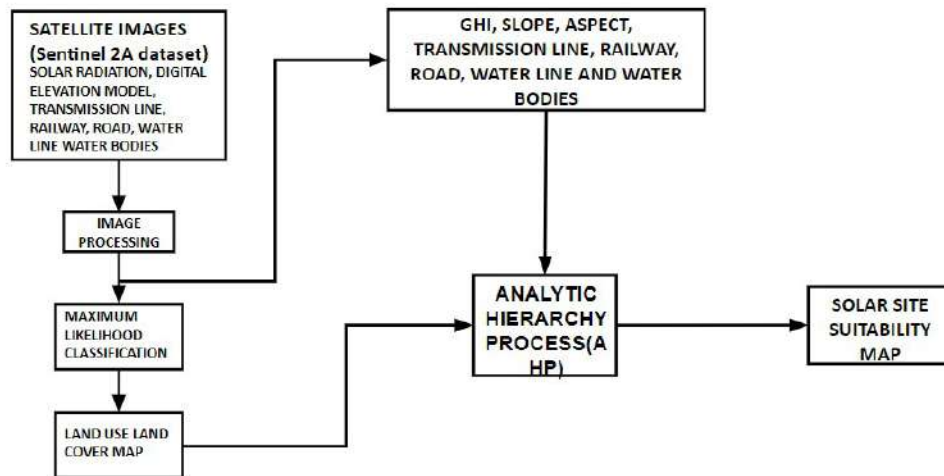 SATELLITE IMAGES
(Sentinel 2A dataset)
SOLAR RADIATION, DIGITAL
ELEVATION MODEL,
TRANSMISSION LINE,
RAILWAY, ROAD, WATER
LINE WATER BODIES
GHI, SLOPE, ASPECT,
TRANSMISSION LINE, RAILWAY,
ROAD, WATER LINE AND WATER
BODIES
IMAGE
PROCESSING
MAXIMUM
LIKELIHOOD
CLASSIFICATION
LAND USE LAND
COVER MAP
ANALYTIC
HIERARCHY
PROCESS(A
HP)
SOLAR SITE
SUITABILITY
MAP